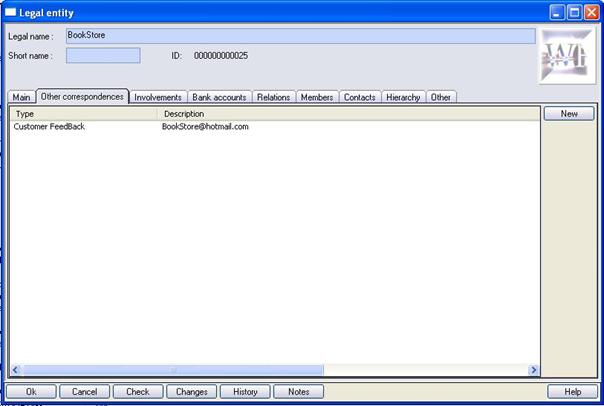 Legal entity
Legal name : BookStore
Short name : ID: 000000000025
Main Other correspondences Involvements Bank accounts Relations Members Contacts Hierarchy Other
Type Description New
Customer FeedBack BookStore@hotmail.com
Ok Cancel Check Changes History Notes Help